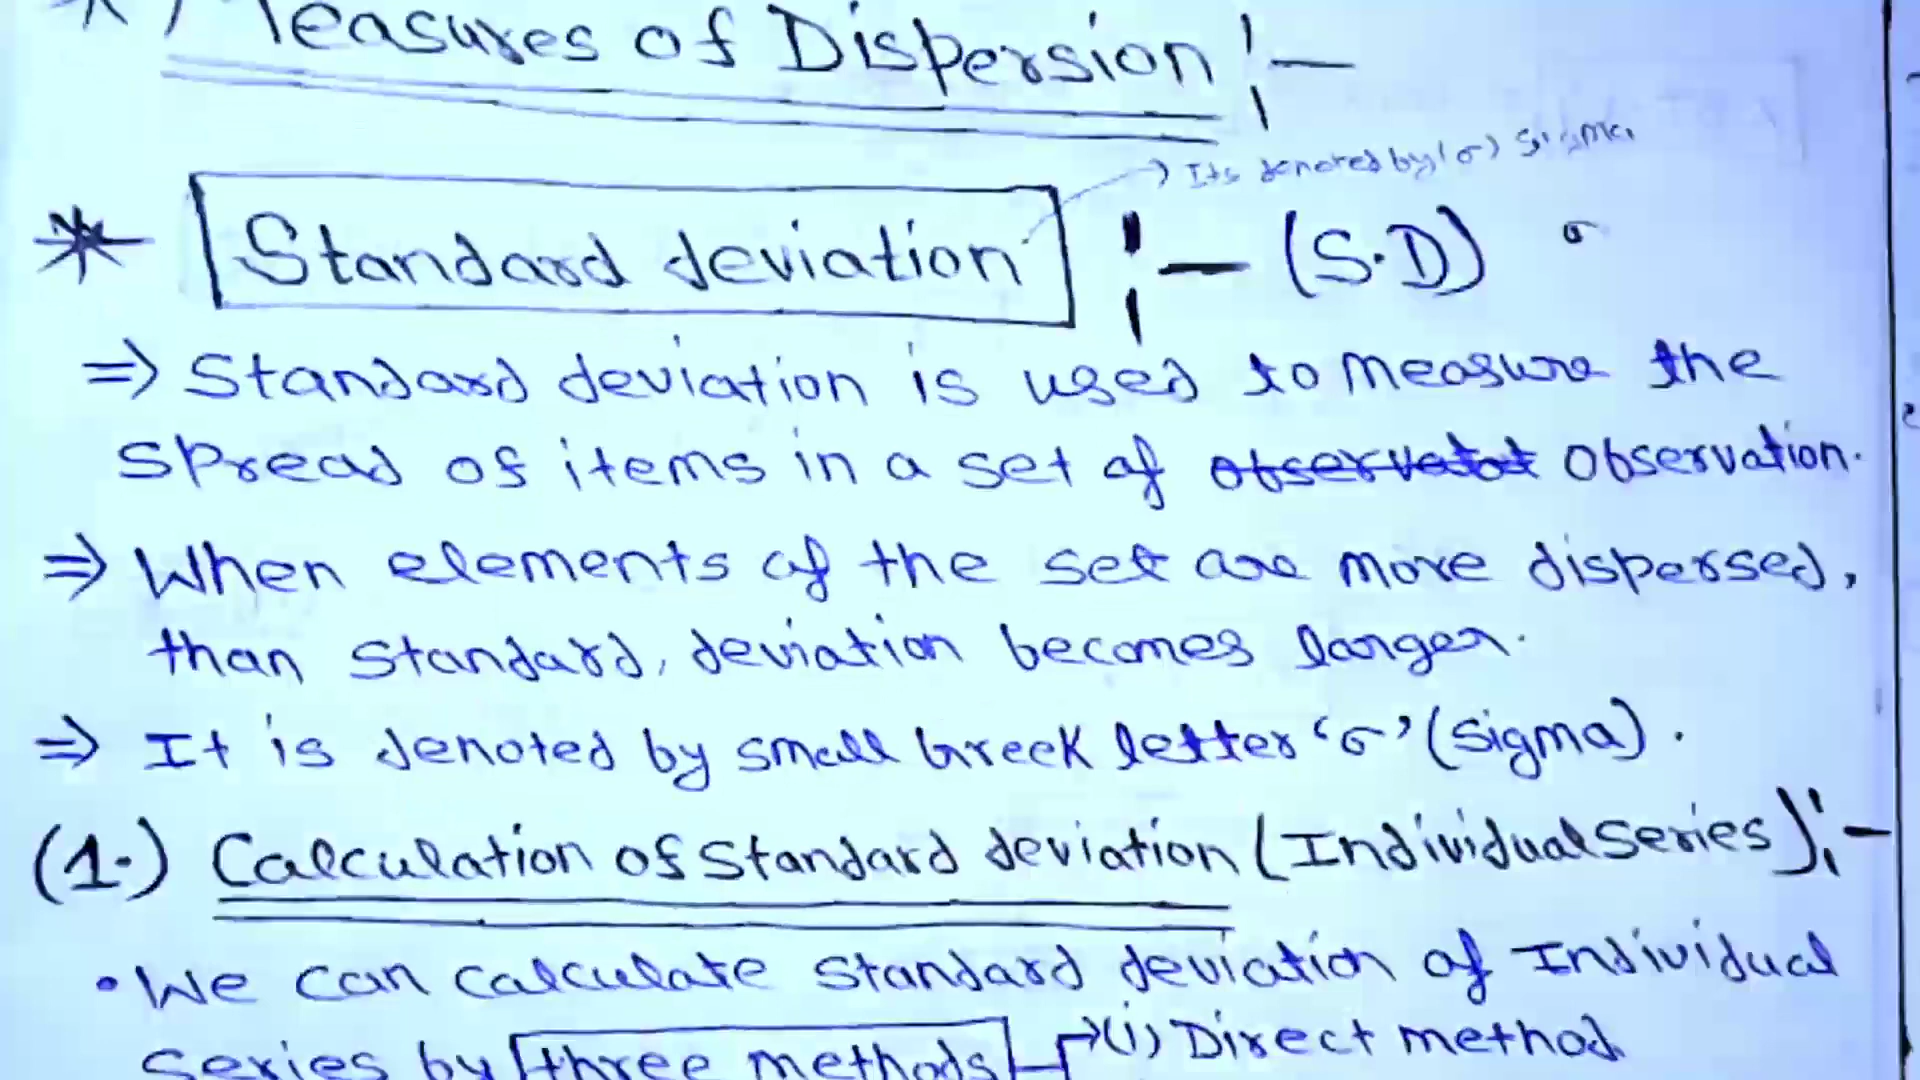 Measures of Dispersion :-
→ Its denoted by (σ) Sigma
* Standard deviation :- (S.D) σ
⇒ Standard deviation is used to measure the
spread of items in a set of observatot observation.
⇒ When elements of the set are more dispersed,
than standard, deviation becomes larger.
⇒ It is denoted by small Greek letter 'σ' (sigma).
(1.) Calculation of Standard deviation (Individual Series) :-
• We can calculate standard deviation of Individual
series by three methods → (i) Direct method